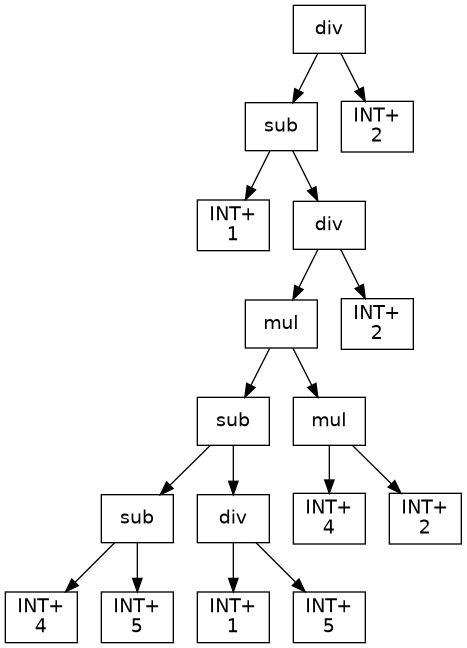 div
sub
INT+
2
INT+
1
div
mul
INT+
2
sub
mul
sub
div
INT+
4
INT+
2
INT+
4
INT+
5
INT+
1
INT+
5